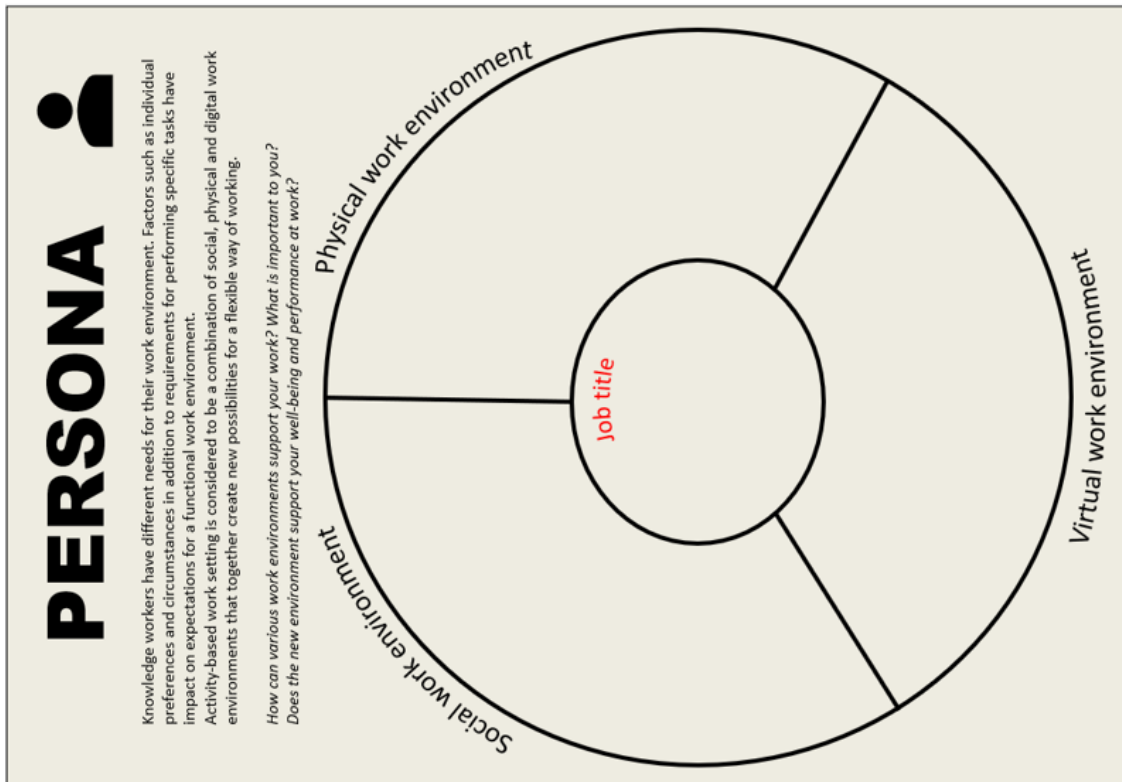 PERSONA
Knowledge workers have different needs for their work environment. Factors such as individual
preferences and circumstances in addition to requirements for performing specific tasks have
impact on expectations for a functional work environment.
Activity-based work setting is considered to be a combination of social, physical and digital work
environments that together create new possibilities for a flexible way of working.
How can various work environments support your work? What is important to you?
Does the new environment support your well-being and performance at work?
Social work environment
Physical work environment
Job title
Virtual work environment